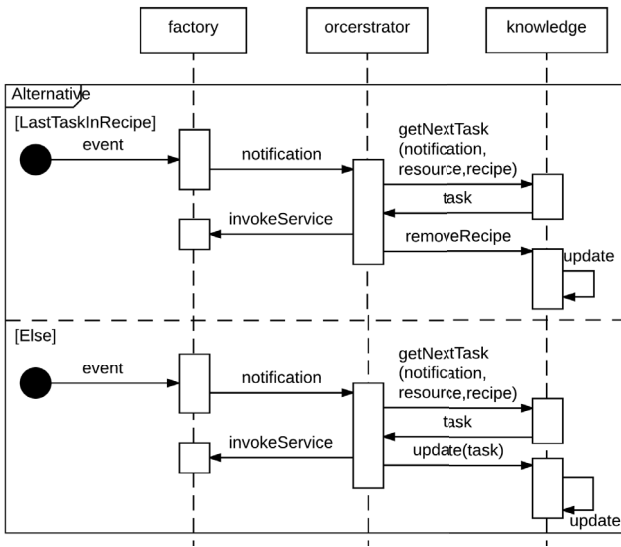 factory
orcerstrator
knowledge
Alternative
[LastTaskInRecipe]
event
notification
getNextTask
(notification,
resource,recipe)
task
invokeService
removeRecipe
update
[Else]
event
notification
getNextTask
(notification,
resource,recipe)
task
invokeService
update(task)
update